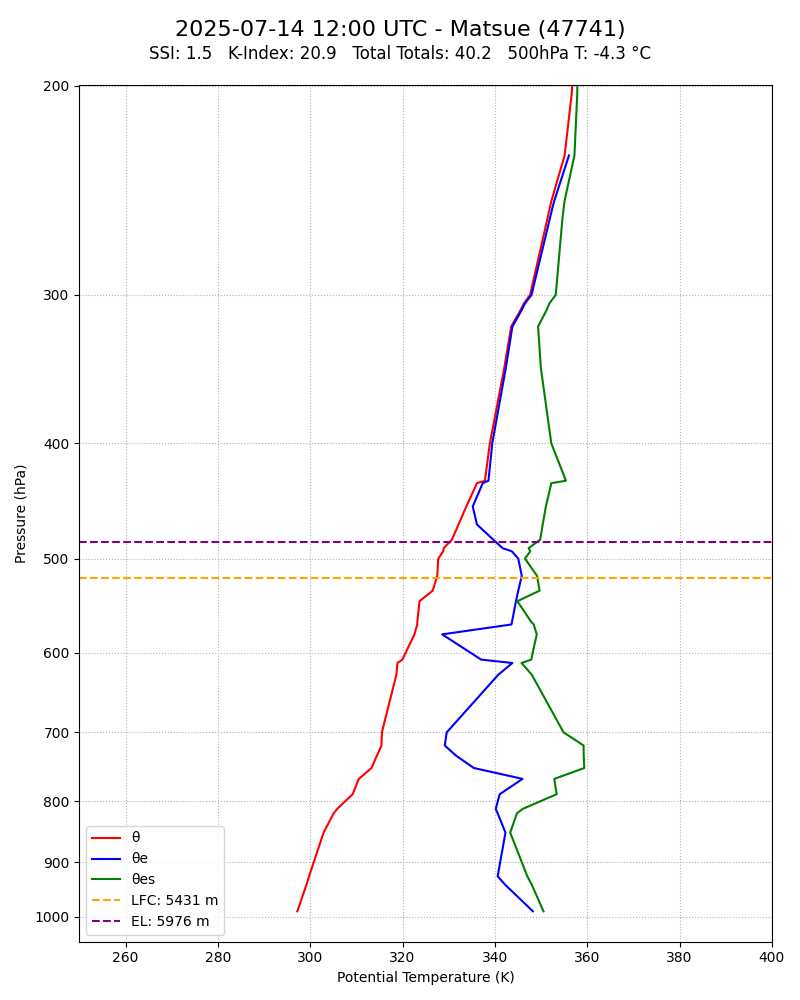 2025-07-14 12:00 UTC - Matsue (47741)
SSI: 1.5   K-Index: 20.9   Total Totals: 40.2   500hPa T: -4.3 °C
200
300
400
500
600
700
800
900
1000
Pressure (hPa)
θ
θe
θes
LFC: 5431 m
EL: 5976 m
260 280 300 320 340 360 380 400
Potential Temperature (K)